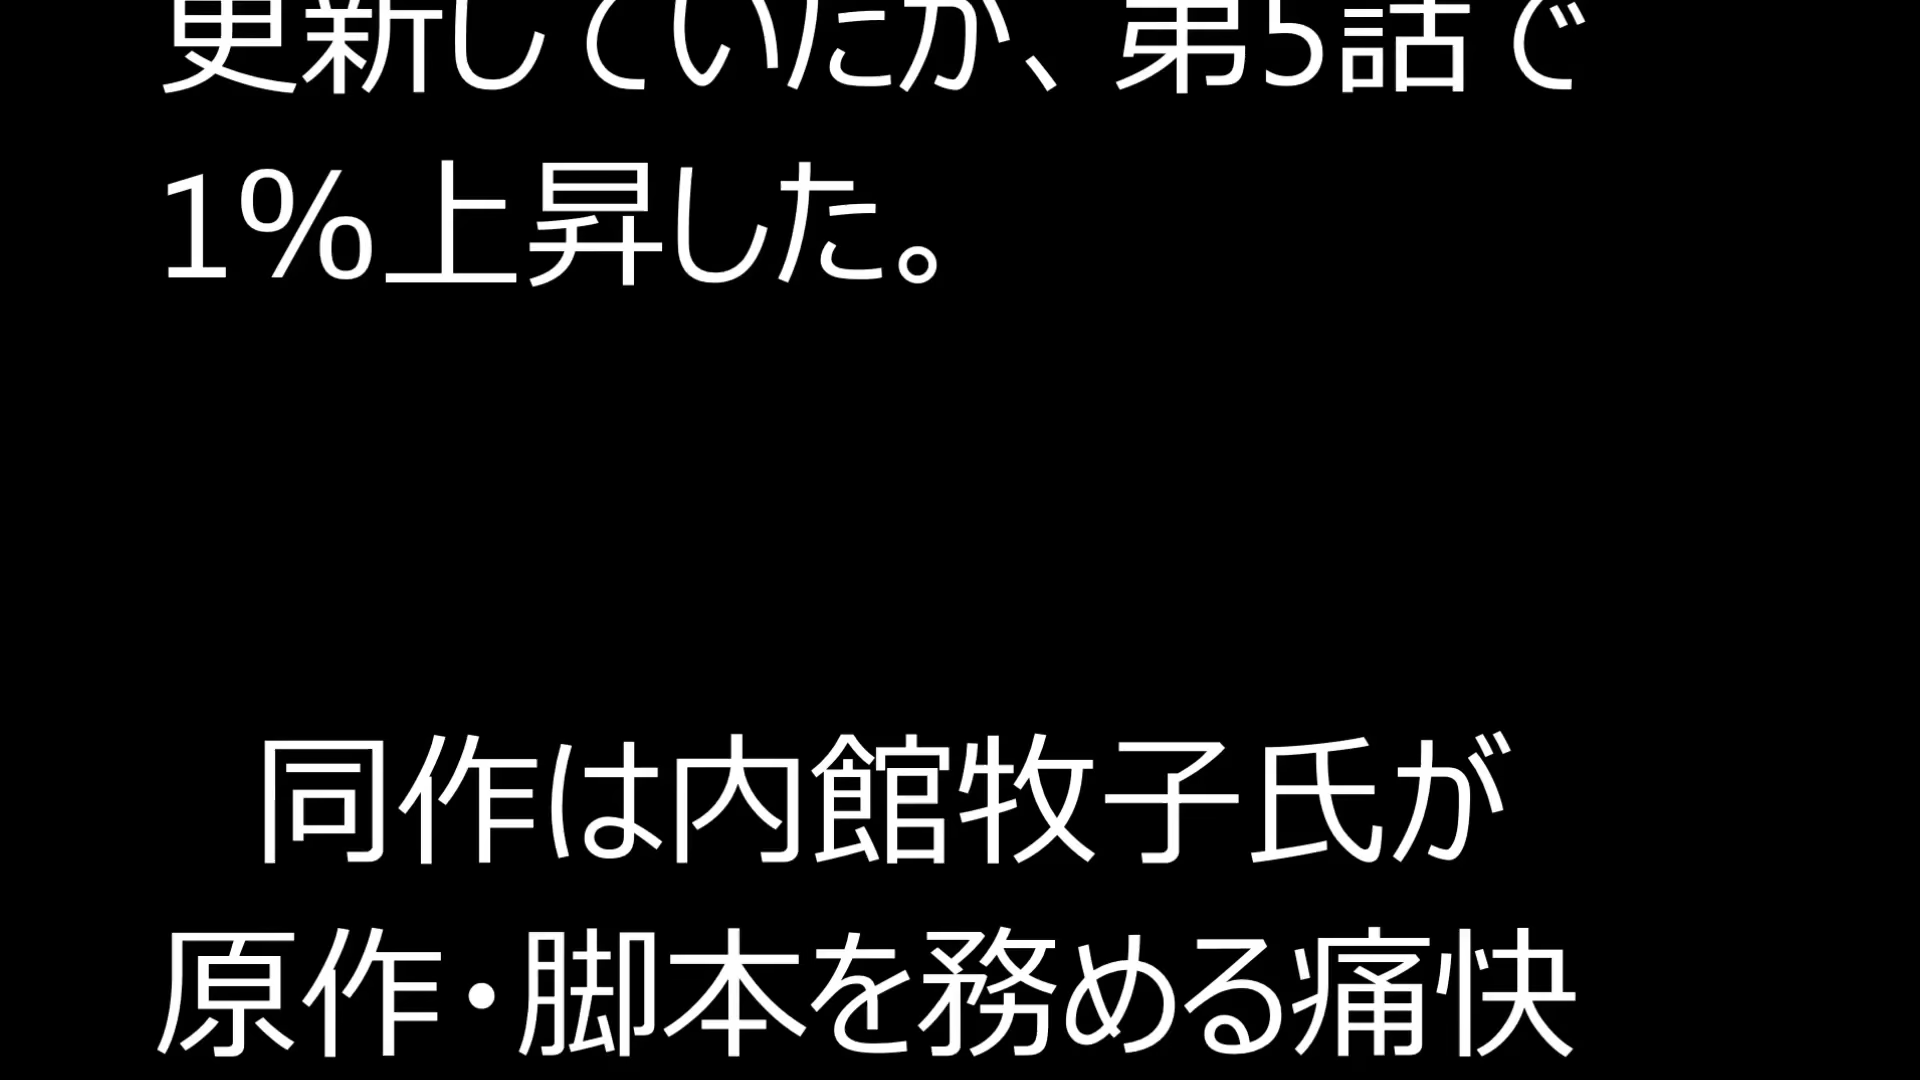 更新していたが、第5話で
1％上昇した。
同作は内館牧子氏が
原作・脚本を務める痛快